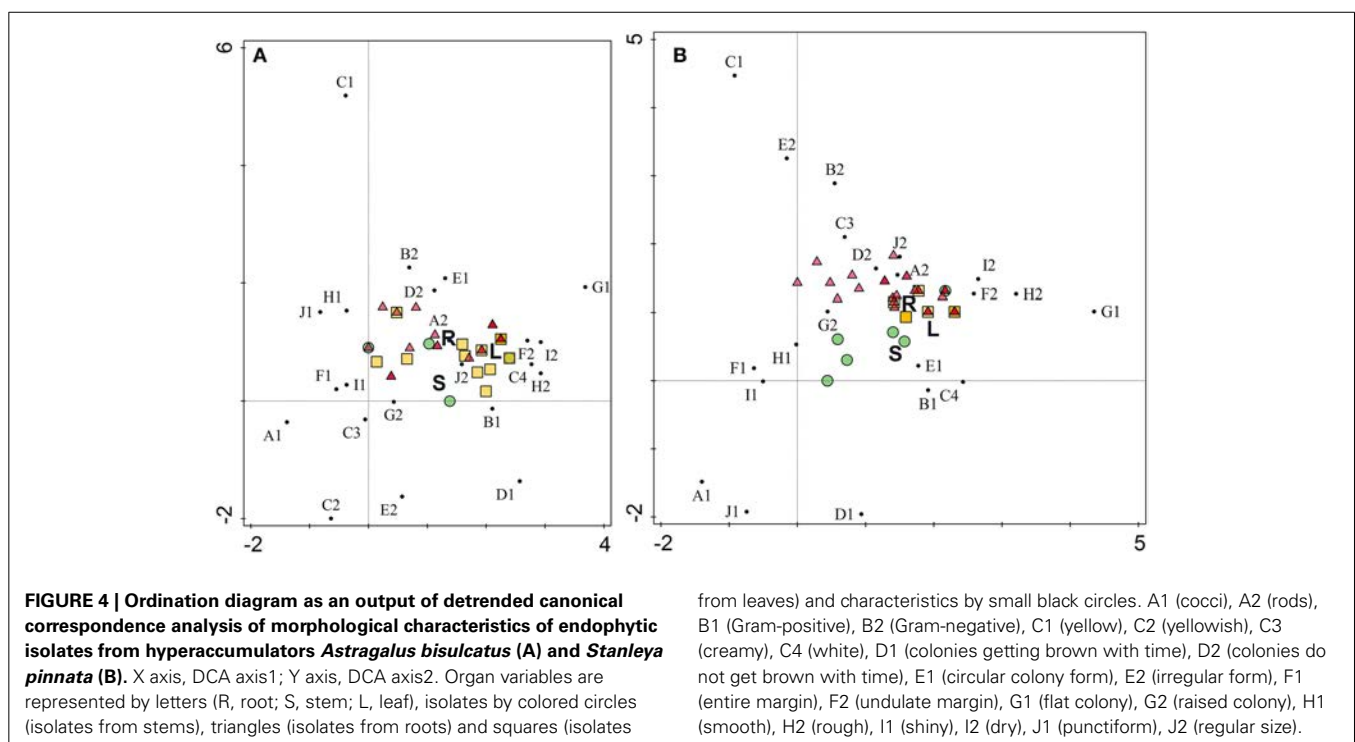 6
A
C1
B2
E1
D2
G1
H1
J1
A2
R
L
F2
I2
J2
C4
H2
S
F1
I1
G2
B1
A1
C3
D1
C2
E2
-2
-2
4
5
B
C1
E2
B2
C3
J2
D2
A2
I2
F2
H2
G1
R
G2
L
H1
S
F1
E1
I1
B1
C4
A1
J1
D1
-2
-2
5
FIGURE 4 | Ordination diagram as an output of detrended canonical
correspondence analysis of morphological characteristics of endophytic
isolates from hyperaccumulators Astragalus bisulcatus (A) and Stanleya
pinnata (B). X axis, DCA axis1; Y axis, DCA axis2. Organ variables are
represented by letters (R, root; S, stem; L, leaf), isolates by colored circles
(isolates from stems), triangles (isolates from roots) and squares (isolates
from leaves) and characteristics by small black circles. A1 (cocci), A2 (rods),
B1 (Gram-positive), B2 (Gram-negative), C1 (yellow), C2 (yellowish), C3
(creamy), C4 (white), D1 (colonies getting brown with time), D2 (colonies do
not get brown with time), E1 (circular colony form), E2 (irregular form), F1
(entire margin), F2 (undulate margin), G1 (flat colony), G2 (raised colony), H1
(smooth), H2 (rough), I1 (shiny), I2 (dry), J1 (punctiform), J2 (regular size).